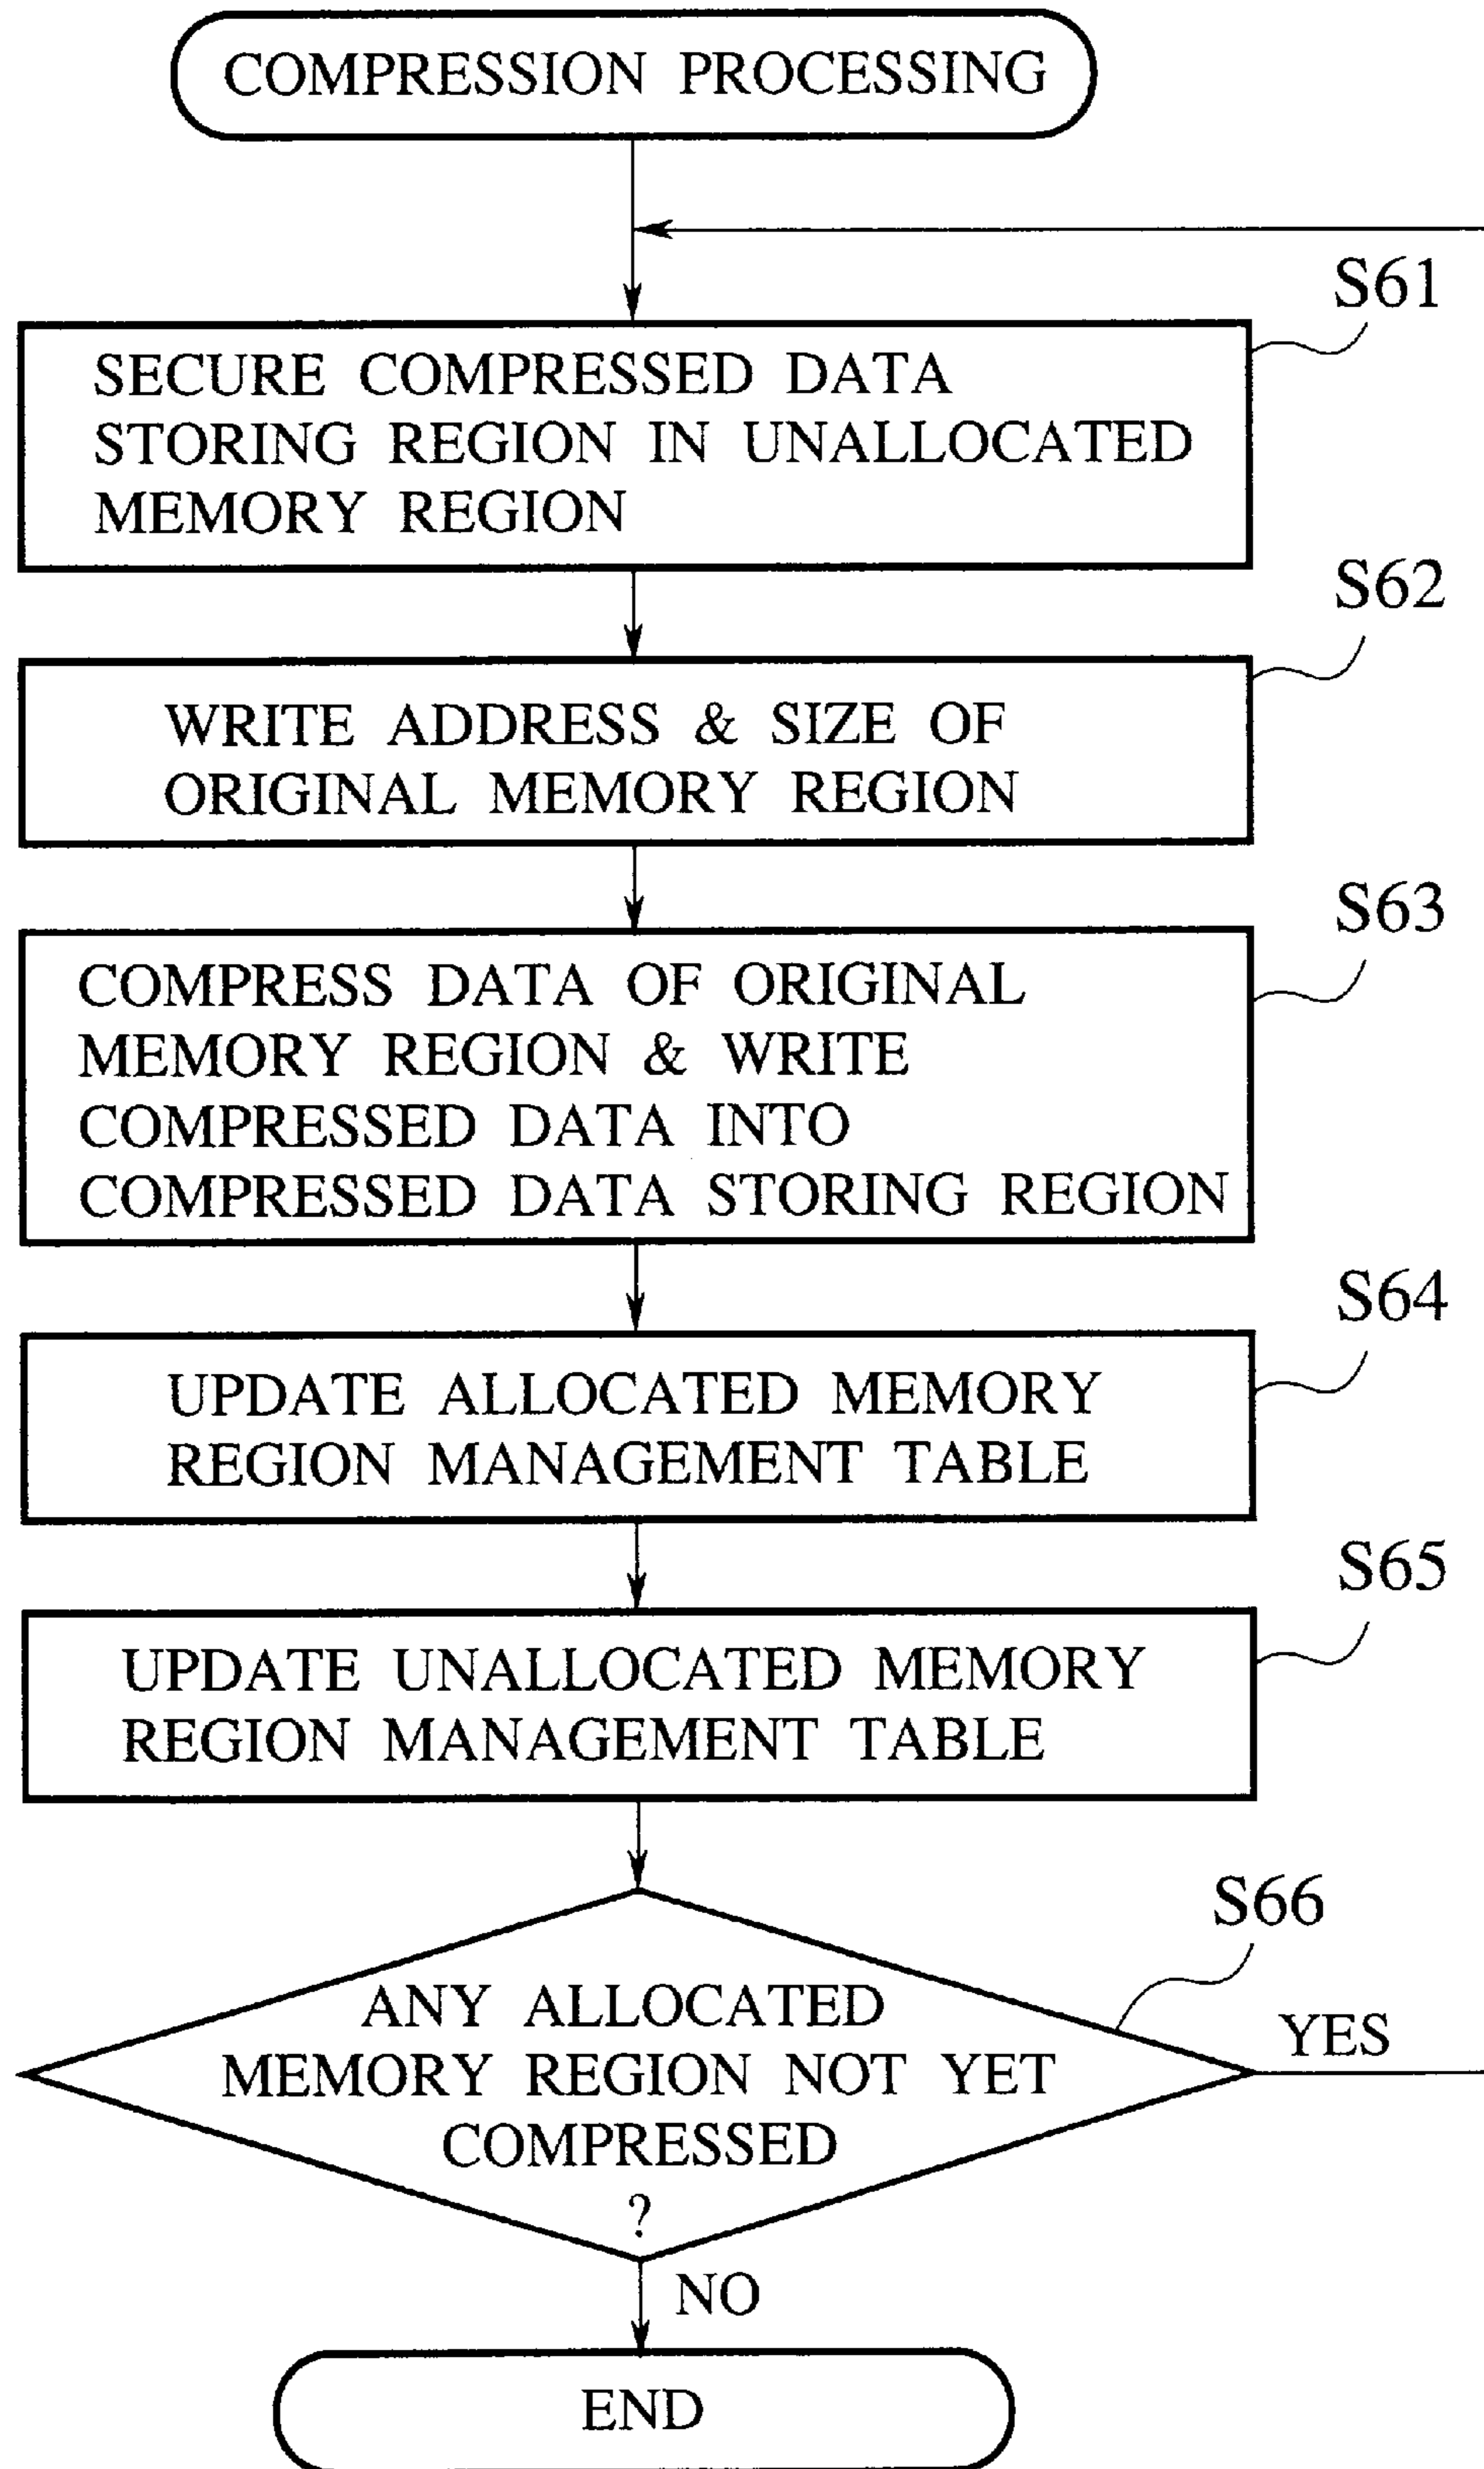 COMPRESSION PROCESSING
S61
SECURE COMPRESSED DATA
STORING REGION IN UNALLOCATED
MEMORY REGION
S62
WRITE ADDRESS & SIZE OF
ORIGINAL MEMORY REGION
S63
COMPRESS DATA OF ORIGINAL
MEMORY REGION & WRITE
COMPRESSED DATA INTO
COMPRESSED DATA STORING REGION
S64
UPDATE ALLOCATED MEMORY
REGION MANAGEMENT TABLE
S65
UPDATE UNALLOCATED MEMORY
REGION MANAGEMENT TABLE
S66
ANY ALLOCATED
MEMORY REGION NOT YET
COMPRESSED
?
YES
NO
END